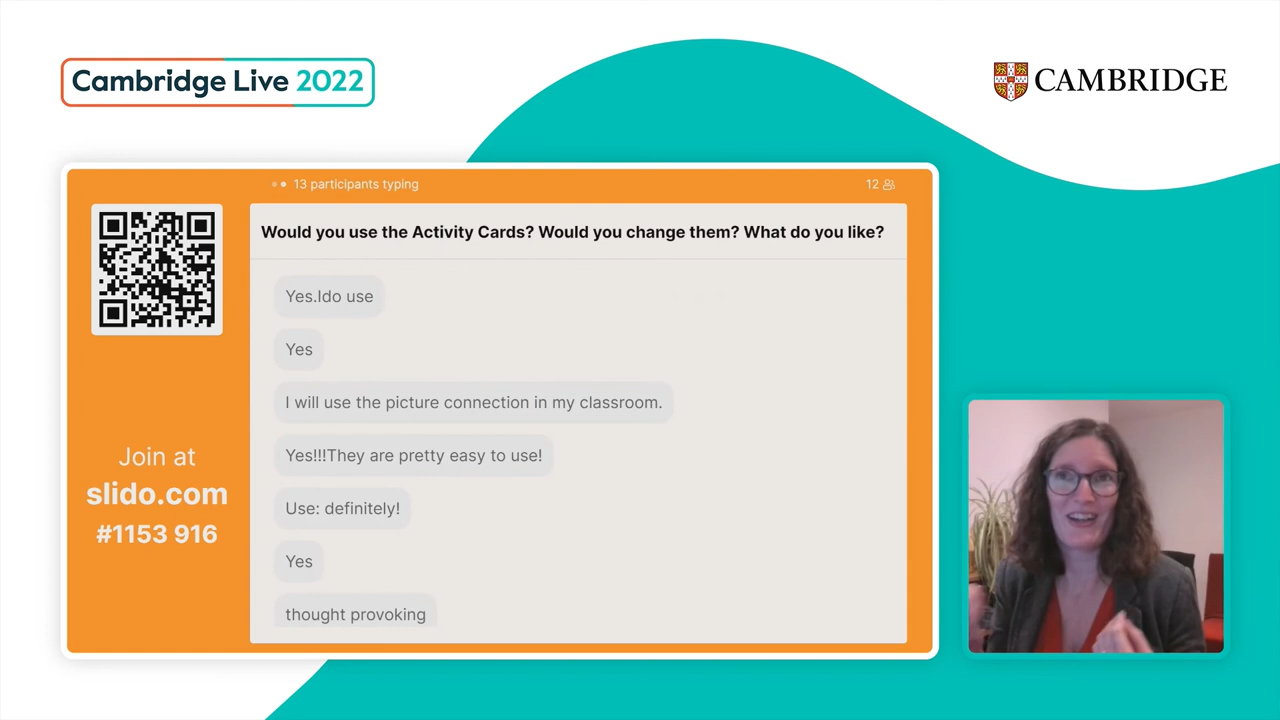 Cambridge Live 2022
CAMBRIDGE
13 participants typing
12
Would you use the Activity Cards? Would you change them? What do you like?
Yes.Ido use
Yes
I will use the picture connection in my classroom.
Yes!!!They are pretty easy to use!
Use: definitely!
Yes
thought provoking
Join at
slido.com
#1153 916